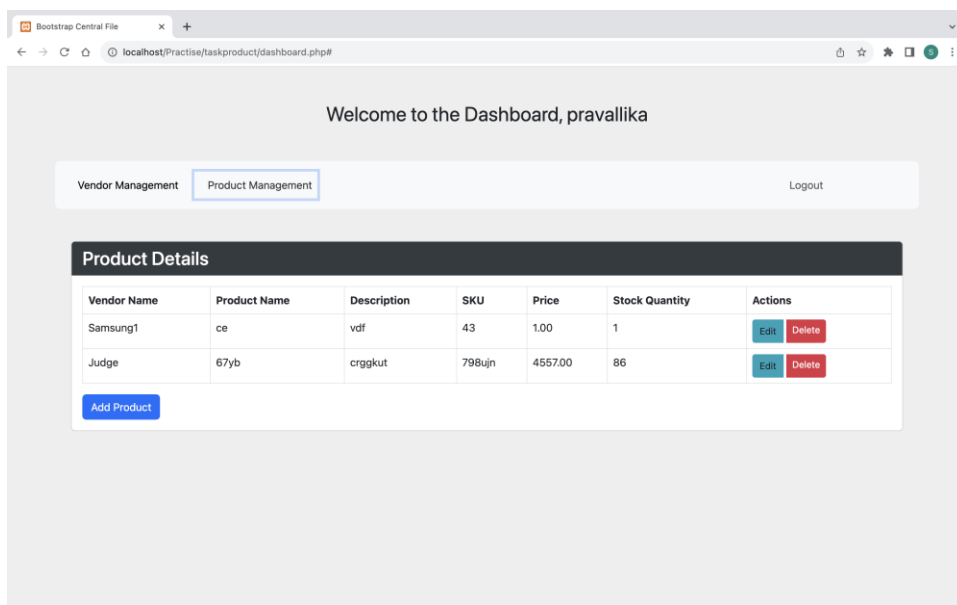 Bootstrap Central File
localhost/Practise/taskproduct/dashboard.php#
S
Welcome to the Dashboard, pravallika
Vendor Management Product Management Logout
Product Details
Vendor Name Product Name Description SKU Price Stock Quantity Actions
Samsung1 ce vdf 43 1.00 1 Edit Delete
Judge 67yb crggkut 798ujn 4557.00 86 Edit Delete
Add Product